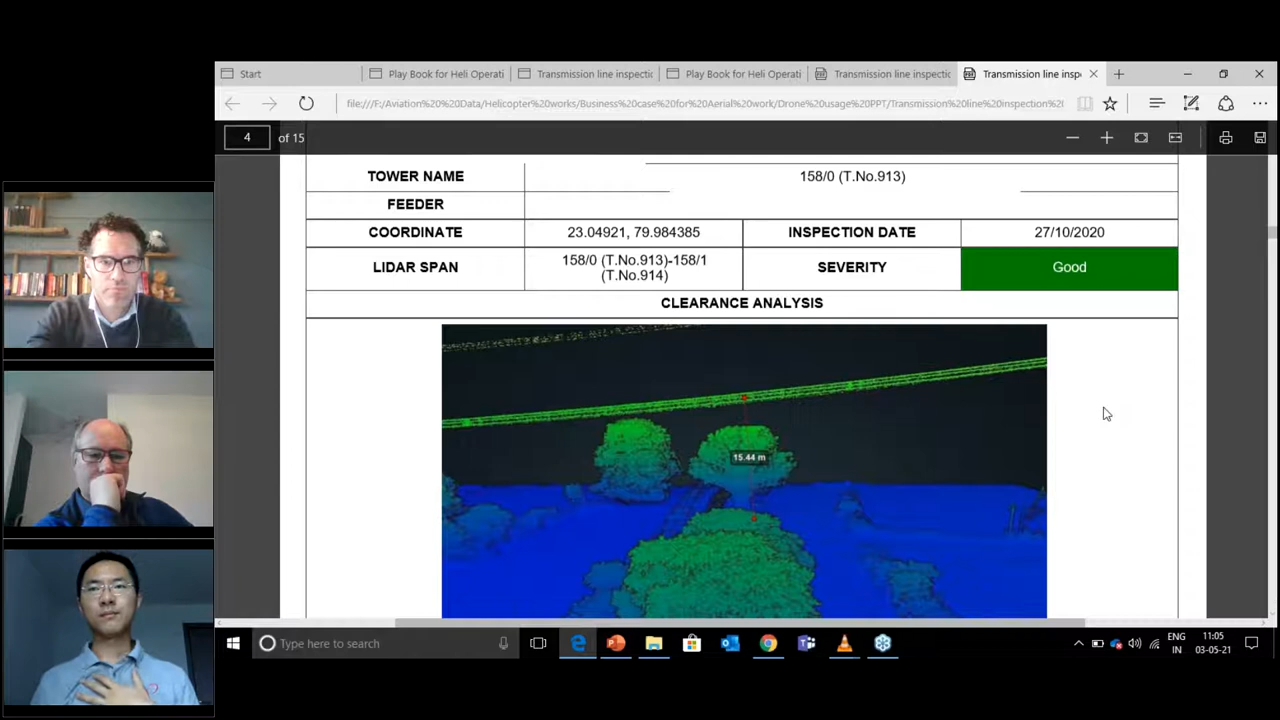 Start
Play Book for Heli Operati
Transmission line inspectic
Play Book for Heli Operati
Transmission line inspectic
Transmission line inspe
file:///F:/Aviation%20%20Data/Helicopter%20works/Business%20case%20for%20Aerial%20work/Drone%20usage%20PPT/Transmission%20line%20inspection%20
4 of 15
TOWER NAME 158/0 (T.No.913)
FEEDER
COORDINATE 23.04921, 79.984385 INSPECTION DATE 27/10/2020
LIDAR SPAN 158/0 (T.No.913)-158/1
(T.No.914) SEVERITY Good
CLEARANCE ANALYSIS
15.44 m
Type here to search
ENG 11:05
IN 03-05-21